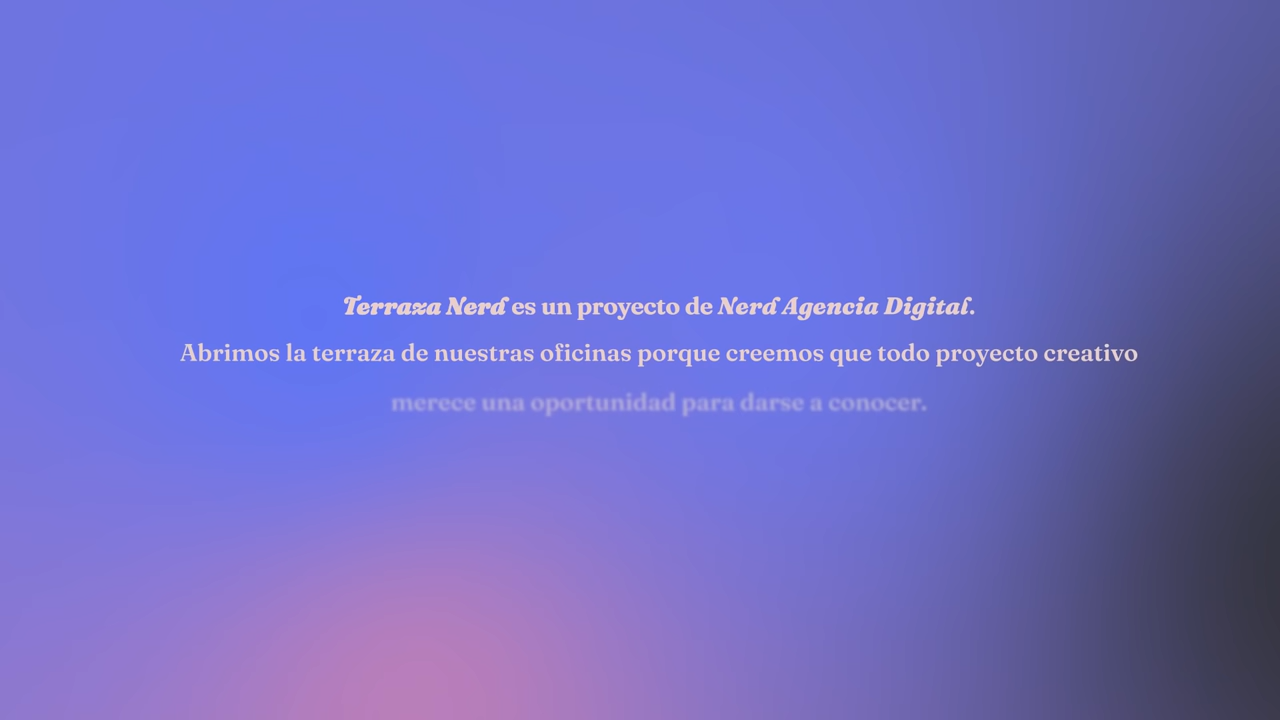 Terraza Nerd es un proyecto de Nerd Agencia Digital.
Abrimos la terraza de nuestras oficinas porque creemos que todo proyecto creativo
merece una oportunidad para darse a conocer.